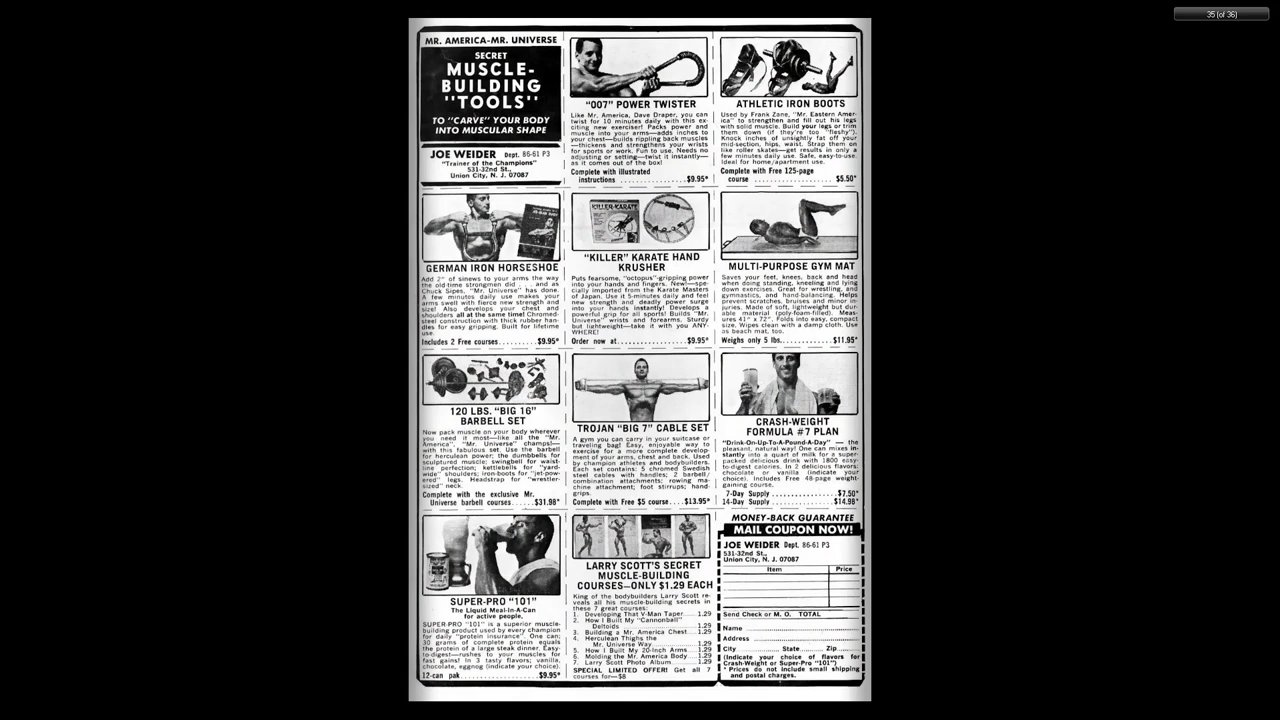 35 (of 36)
MR. AMERICA-MR. UNIVERSE
SECRET
MUSCLE-
BUILDING
"TOOLS"
TO "CARVE" YOUR BODY
INTO MUSCULAR SHAPE
JOE WEIDER Dept. 86-61 P3
"Trainer of the Champions"
531-32nd St.,
Union City, N. J. 07087
"007" POWER TWISTER
Like Mr. America, Dave Draper, you can
twist for 10 minutes daily with this ex-
citing new exerciser! Packs power and
muscle into your arms—adds inches to
your chest—builds rippling back muscles
—thickens and strengthens your wrists
for sports or work. Fun to use. Needs no
adjusting or setting—twist it instantly—
as it comes out of the box!
Complete with illustrated
instructions ................$9.95*
ATHLETIC IRON BOOTS
Used by Frank Zane, "Mr. Eastern Amer-
ica" to strengthen and fill out his legs
with solid muscle. Build your legs or trim
them down (if they're too "fleshy").
Knock inches of unsightly fat off your
mid-section, hips, waist. Strap them on
like roller skates—get results in only a
few minutes daily use. Safe, easy-to-use.
Ideal for home/apartment use.
Complete with Free 125-page
course ..................$5.50*
GERMAN IRON HORSESHOE
Add 2" of sinews to your arms the way
the old-time strongmen did . . . and as
Chuck Sipes, "Mr. Universe" has done.
A few minutes daily use makes your
arms swell with fierce new strength and
size! Also develops your chest and
shoulders all at the same time! Chromed-
steel construction with thick rubber han-
dles for easy gripping. Built for lifetime
use.
Includes 2 Free courses..........$9.95*
KILLER-KARATE
"KILLER" KARATE HAND
KRUSHER
Puts fearsome, "octopus"-gripping power
into your hands and fingers. New!—spe-
cially imported from the Karate Masters
of Japan. Use it 5-minutes daily and feel
new strength and deadly power surge
into your hands instantly! Develops a
powerful grip for all sports! Builds "Mr.
Universe" wrists and forearms. Sturdy
but lightweight—take it with you ANY-
WHERE!
Order now at..................$9.95*
MULTI-PURPOSE GYM MAT
Saves your feet, knees, back and head
when doing standing, kneeling and lying
down exercises. Great for wrestling, and
gymnastics, and hand-balancing. Helps
prevent scratches, bruises and minor in-
juries. Made of soft, lightweight but dur-
able material (poly-foam-filled). Meas-
ures 41" x 72". Folds into easy, compact
size. Wipes clean with a damp cloth. Use
as beach mat, too.
Weighs only 5 lbs.............$11.95*
120 LBS. "BIG 16"
BARBELL SET
Now pack muscle on your body wherever
you need it most—like all the "Mr.
America", "Mr. Universe" champs!—
with this fabulous set. Use the barbell
for herculean power; the dumbbells for
sculptured muscle; swingbell for waist-
line perfection; kettlebells for "yard-
wide" shoulders; iron-boots for "jet-pow-
ered" legs. Headstrap for "wrestler-
sized" neck.
Complete with the exclusive Mr.
Universe barbell courses......$31.98*
TROJAN "BIG 7" CABLE SET
A gym you can carry in your suitcase or
traveling bag! Easy, enjoyable way to
exercise for a more complete develop-
ment of your arms, chest and back. Used
by champion athletes and bodybuilders.
Each set contains: 5 chromed Swedish
steel cables with handles; 2 barbell/
combination attachments; rowing ma-
chine attachment; foot stirrups; hand-
grips.
Complete with Free $5 course....$13.95*
CRASH-WEIGHT
FORMULA #7 PLAN
"Drink-On-Up-To-A-Pound-A-Day" — the
pleasant, natural way! One can mixes in-
stantly into a quart of milk for a super-
packed delicious drink with 1800 easy-
to-digest calories. In 2 delicious flavors:
chocolate or vanilla (indicate your
choice). Includes Free 48-page weight-
gaining course.
7-Day Supply ................$7.50*
14-Day Supply ...............$14.98*
SUPER-PRO "101"
The Liquid Meal-In-A-Can
for active people.
SUPER-PRO "101" is a superior muscle-
building product used by every champion
for daily "protein insurance". One can;
30 grams of complete protein equals
the protein of a large steak dinner. Easy-
to-digest—rushes to your muscles for
fast gains! In 3 tasty flavors; vanilla,
chocolate, eggnog (indicate your choice).
12-can pak...................$9.95*
LARRY SCOTT'S SECRET
MUSCLE-BUILDING
COURSES—ONLY $1.29 EACH
King of the bodybuilders Larry Scott re-
veals all his muscle-building secrets in
these 7 great courses:
1. Developing That V-Man Taper.... 1.29
2. How I Built My "Cannonball"
Deltoids ..................1.29
3. Building a Mr. America Chest...1.29
4. Herculean Thighs the
Mr. Universe Way...........1.29
5. How I Built My 20-Inch Arms....1.29
6. Molding the Mr. America Body...1.29
7. Larry Scott Photo Album........1.29
SPECIAL LIMITED OFFER! Get all 7
courses for—$8
MONEY-BACK GUARANTEE
MAIL COUPON NOW!
JOE WEIDER Dept. 86-61 P3
531-32nd St.,
Union City, N. J. 07087
Item Price
Send Check or M. O. TOTAL
Name
Address
City State Zip
(Indicate your choice of flavors for
Crash-Weight or Super-Pro "101")
* Prices do not include small shipping
and postal charges.